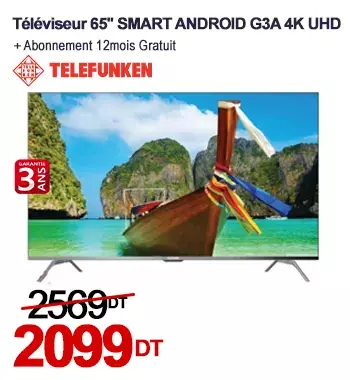 Téléviseur 65" SMART ANDROID G3A 4K UHD
+ Abonnement 12mois Gratuit
TELEFUNKEN
GARANTIE
3 ANS
2569DT
2099DT